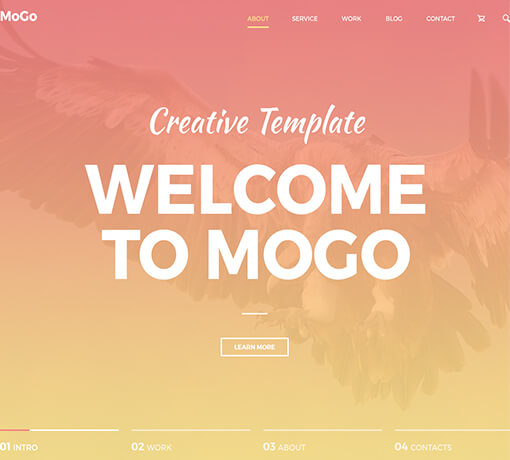 MoGo
ABOUT SERVICE WORK BLOG CONTACT
Creative Template
WELCOME
TO MOGO
LEARN MORE
01 INTRO 02 WORK 03 ABOUT 04 CONTACTS